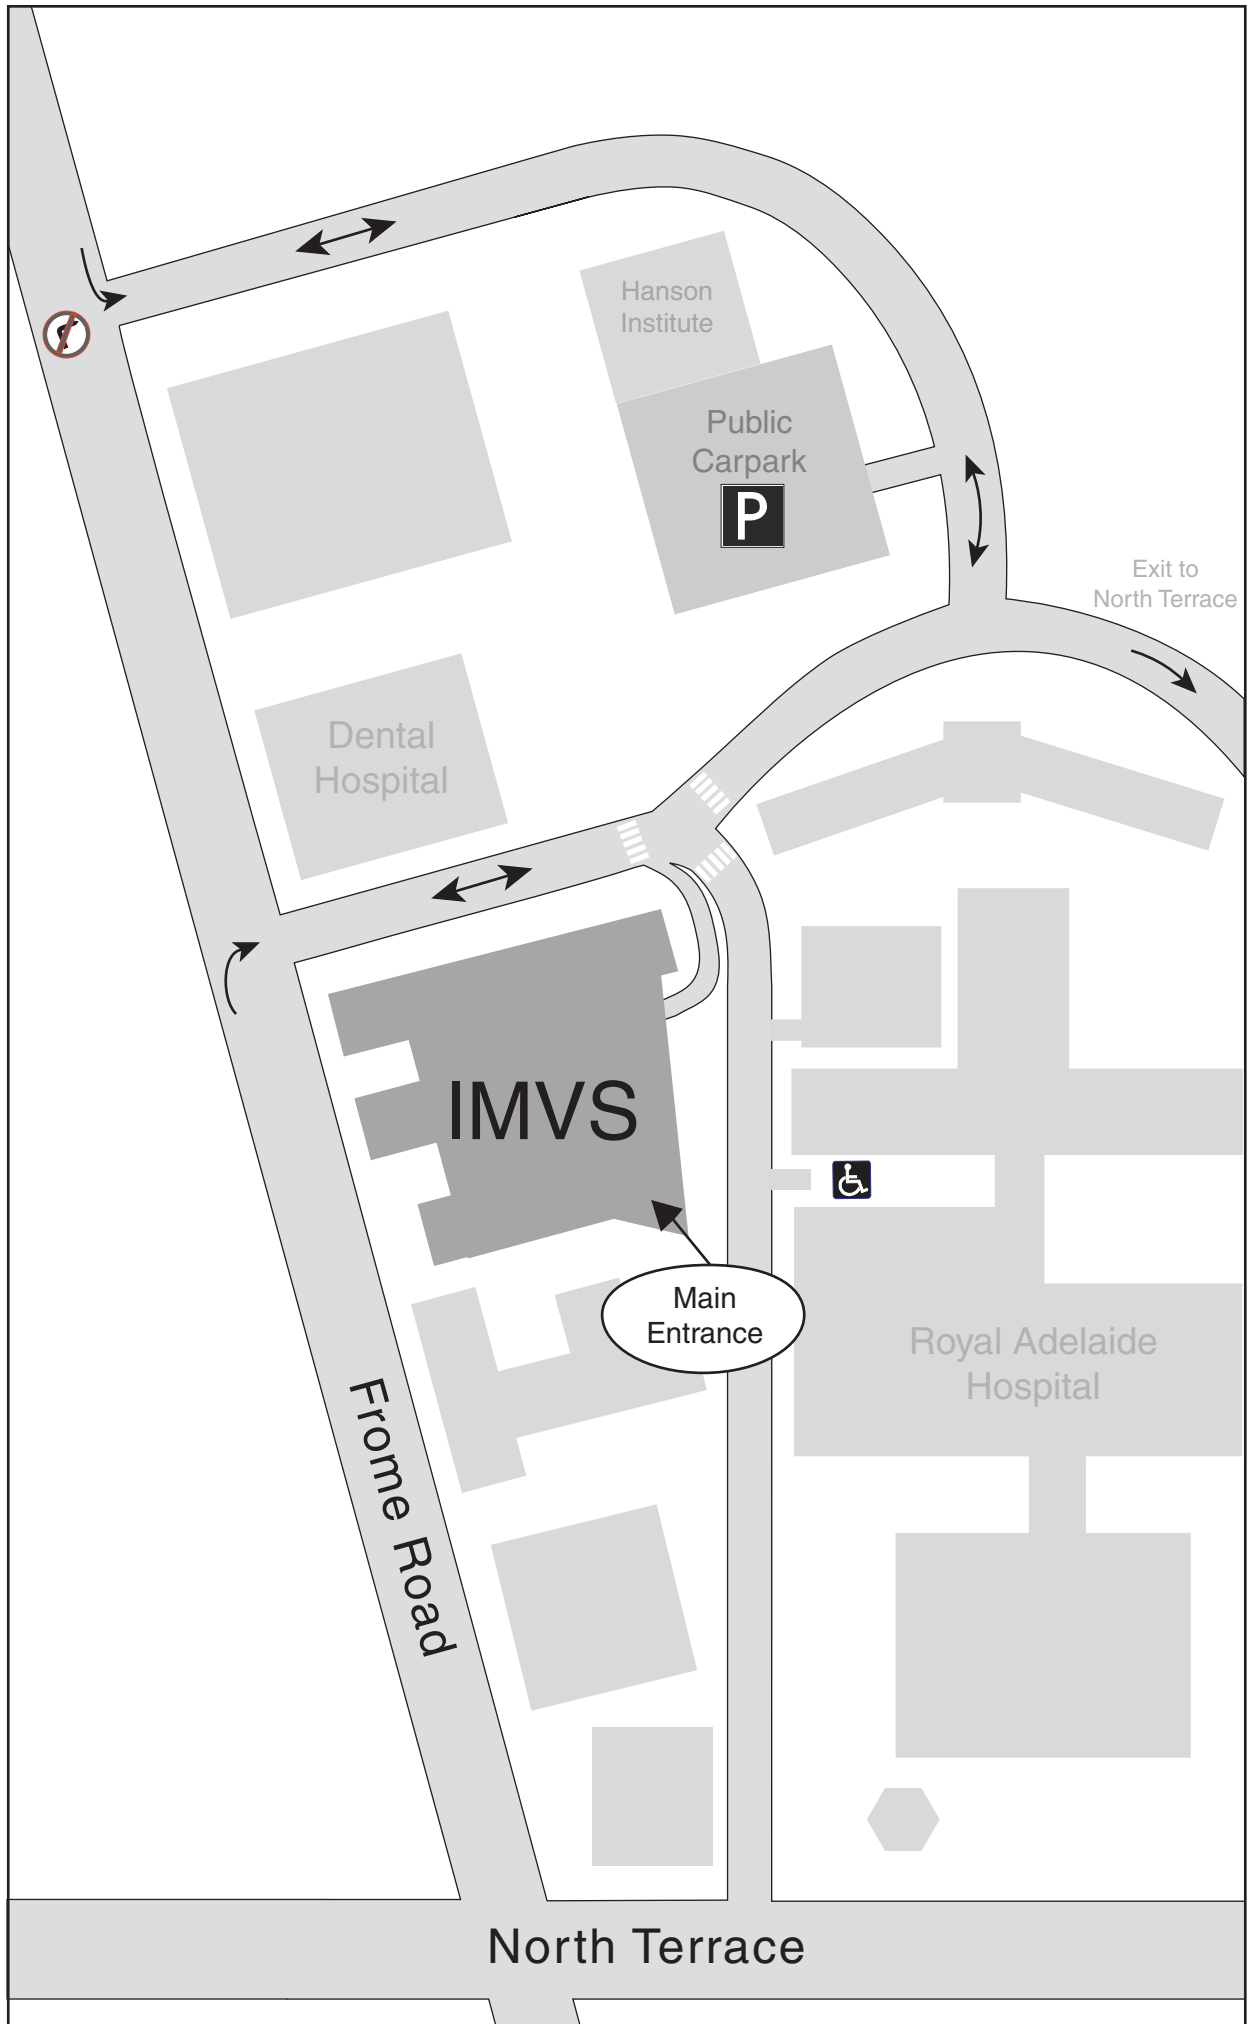 Hanson
Institute
Public
Carpark
P
Exit to
North Terrace
Dental
Hospital
IMVS
Main
Entrance
Royal Adelaide
Hospital
Frome Road
North Terrace